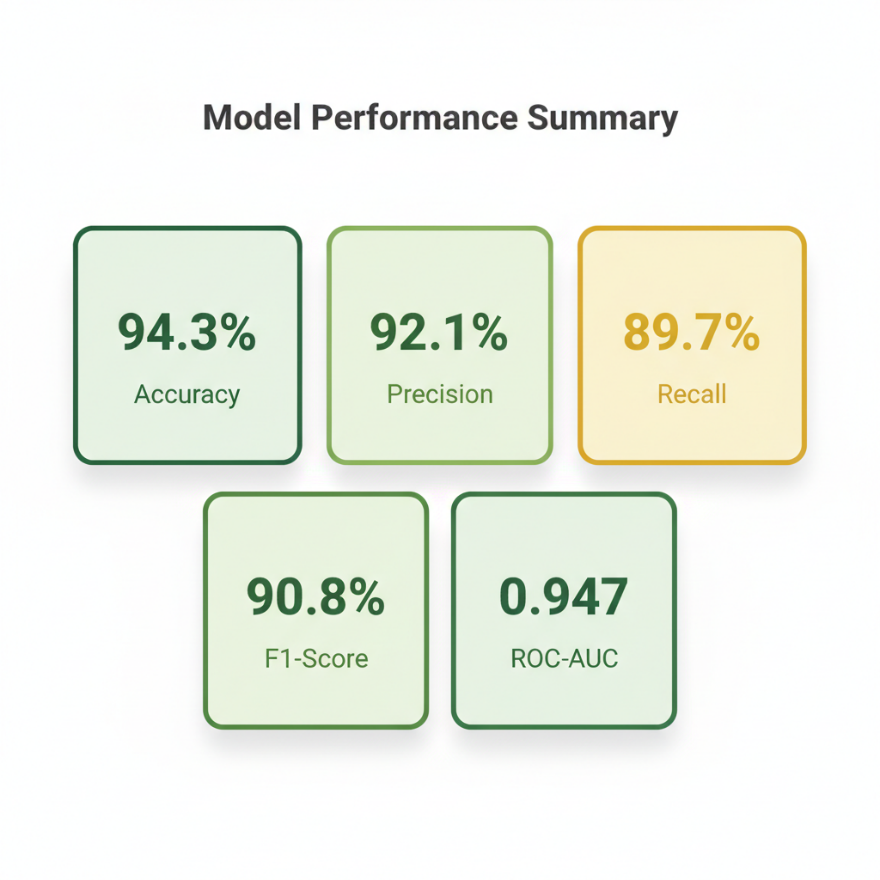 Model Performance Summary
94.3%
Accuracy
92.1%
Precision
89.7%
Recall
90.8%
F1-Score
0.947
ROC-AUC